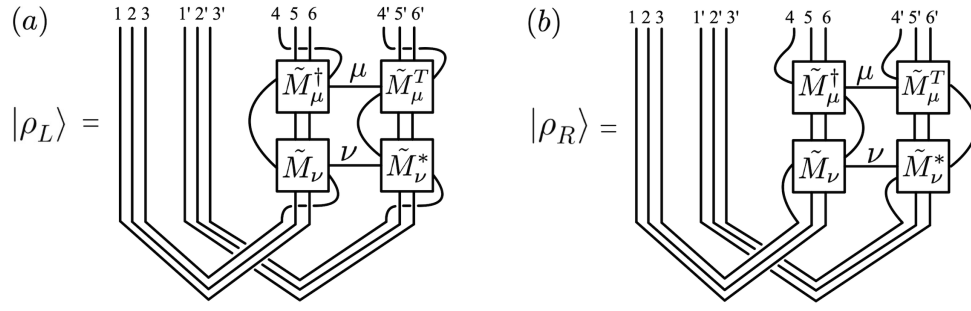 (a) 1 2 3 1' 2' 3' 4 5 6 4' 5' 6'
|ρ_L⟩ = M̃_μ^† μ M̃_μ^T
M̃_ν ν M̃_ν^*
(b) 1 2 3 1' 2' 3' 4 5 6 4' 5' 6'
|ρ_R⟩ = M̃_μ^† μ M̃_μ^T
M̃_ν ν M̃_ν^*